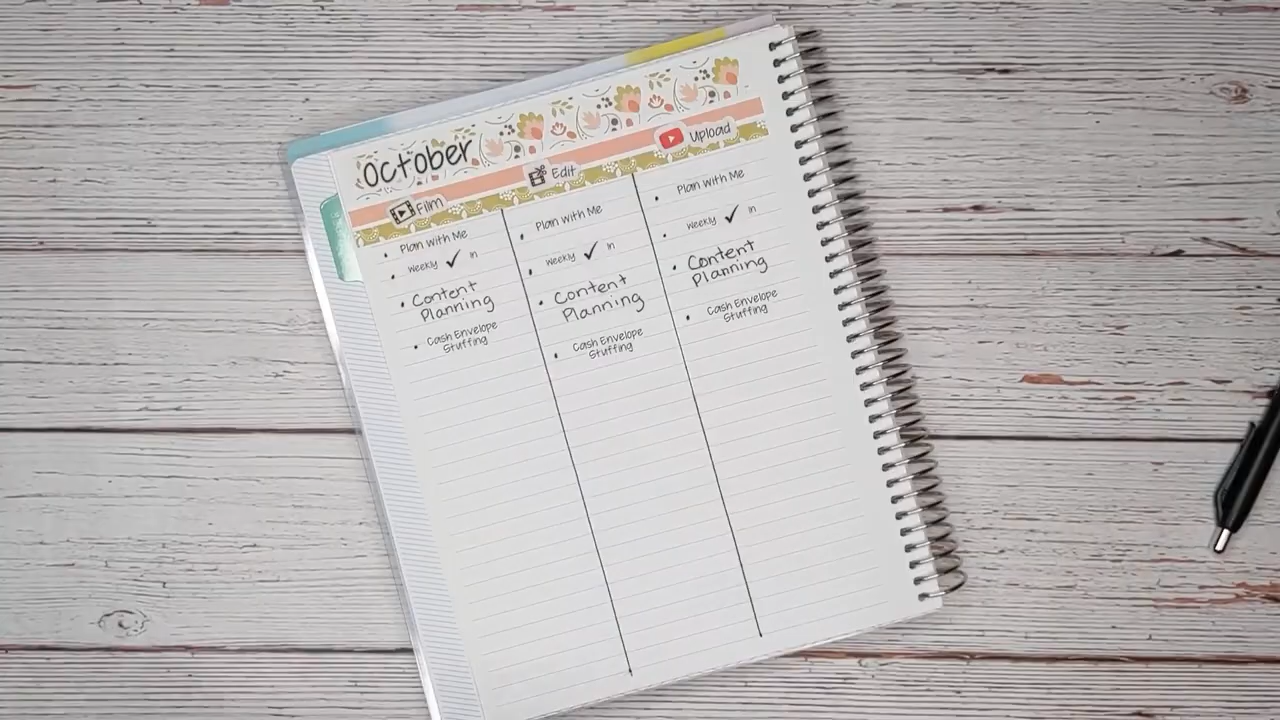 October
Film
Edit
Upload
• Plan With Me
• Weekly ✓ in
• Content
Planning
• Cash Envelope
Stuffing
• Plan With Me
• Weekly ✓ in
• Content
Planning
• Cash Envelope
Stuffing
• Plan With Me
• Weekly ✓ in
• Content
Planning
• Cash Envelope
Stuffing